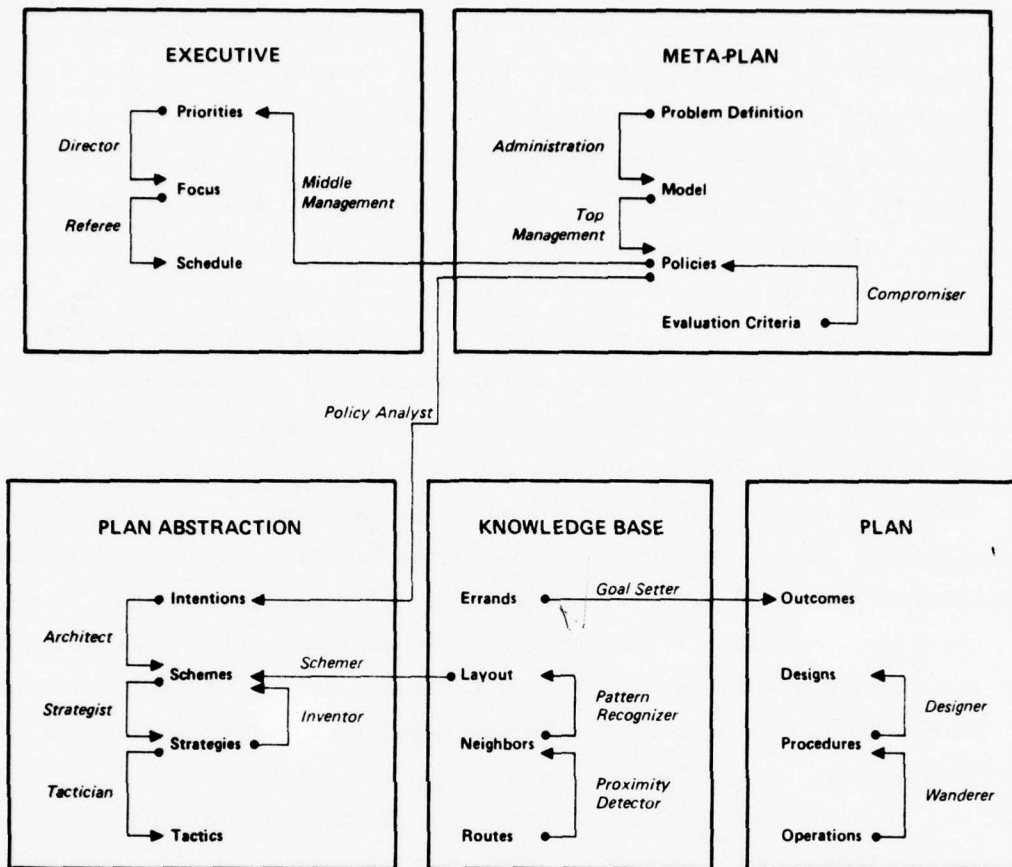 EXECUTIVE
Priorities
Director
Focus
Middle
Management
Referee
Schedule
META-PLAN
Problem Definition
Administration
Model
Top
Management
Policies
Compromiser
Evaluation Criteria
Policy Analyst
PLAN ABSTRACTION
Intentions
Architect
Schemes
Schemer
Strategist
Inventor
Strategies
Tactician
Tactics
KNOWLEDGE BASE
Errands
Goal Setter
Layout
Pattern
Recognizer
Neighbors
Proximity
Detector
Routes
PLAN
Outcomes
Designs
Designer
Procedures
Wanderer
Operations